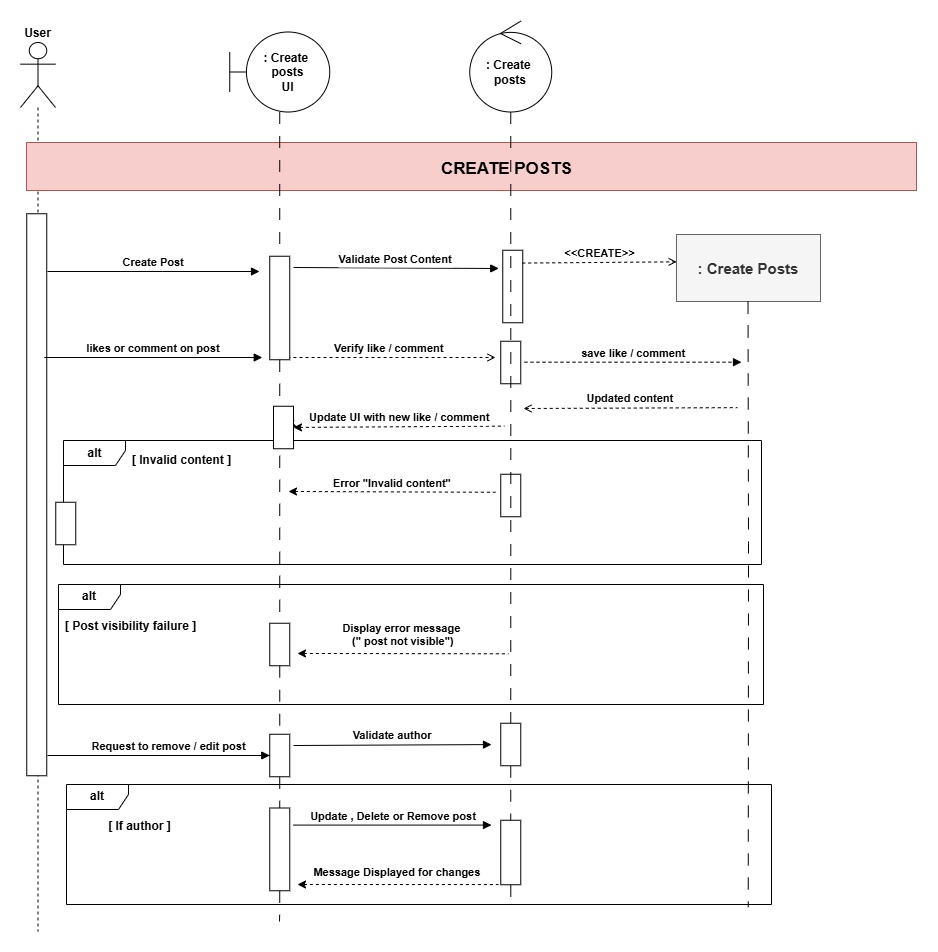 User
: Create
posts
UI
: Create
posts
CREATE POSTS
Create Post
Validate Post Content
<<CREATE>>
: Create Posts
likes or comment on post
Verify like / comment
save like / comment
Updated content
Update UI with new like / comment
alt
[ Invalid content ]
Error "Invalid content"
alt
[ Post visibility failure ]
Display error message
(" post not visible")
Request to remove / edit post
Validate author
alt
[ If author ]
Update , Delete or Remove post
Message Displayed for changes